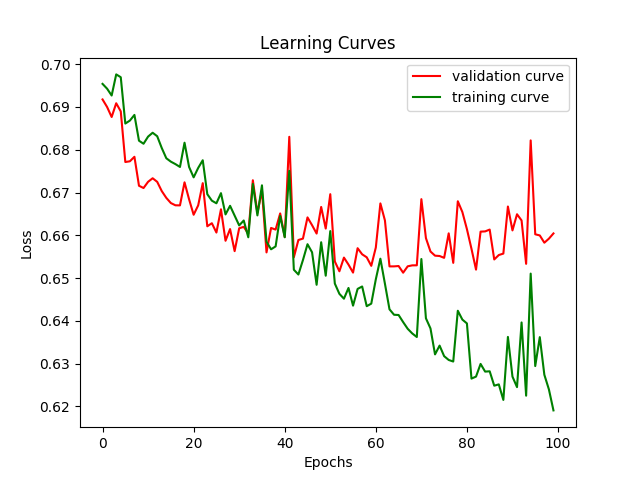 Learning Curves
validation curve
training curve
0.70
0.69
0.68
0.67
0.66
0.65
0.64
0.63
0.62
Loss
0 20 40 60 80 100
Epochs